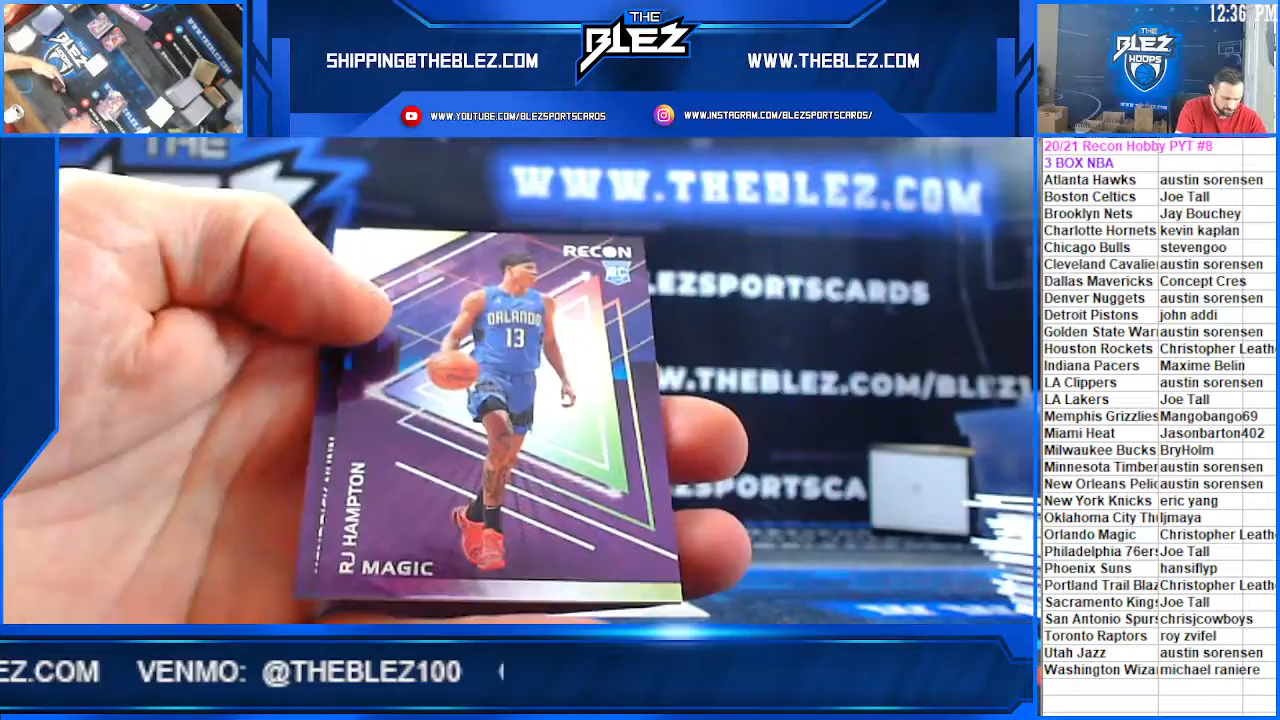 12:36 PM
THE
BLEZ
SHIPPING@THEBLEZ.COM
WWW.THEBLEZ.COM
WWW.YOUTUBE.COM/BLEZSPORTSCARDS
WWW.INSTAGRAM.COM/BLEZSPORTSCARDS/
THE
BLEZ
HOOPS
WWW.THEBLEZ.COM
LEZSPORTSCARDS
W.THEBLEZ.COM/BLEZ1
EZSPORTSCA
RECON
RC
ORLANDO
13
RJ HAMPTON
MAGIC
20/21 Recon Hobby PYT #8
3 BOX NBA
Atlanta Hawks austin sorensen
Boston Celtics Joe Tall
Brooklyn Nets Jay Bouchey
Charlotte Hornets kevin kaplan
Chicago Bulls stevengoo
Cleveland Cavalie austin sorensen
Dallas Mavericks Concept Cres
Denver Nuggets austin sorensen
Detroit Pistons john addi
Golden State War austin sorensen
Houston Rockets Christopher Leath
Indiana Pacers Maxime Belin
LA Clippers austin sorensen
LA Lakers Joe Tall
Memphis Grizzlies Mangobango69
Miami Heat Jasonbarton402
Milwaukee Bucks BryHolm
Minnesota Timber austin sorensen
New Orleans Peli austin sorensen
New York Knicks eric yang
Oklahoma City Th ljmaya
Orlando Magic Christopher Leath
Philadelphia 76ers Joe Tall
Phoenix Suns hansiflyp
Portland Trail Blaz Christopher Leath
Sacramento Kings Joe Tall
San Antonio Spurs chrisjcowboys
Toronto Raptors roy zvifel
Utah Jazz austin sorensen
Washington Wiza michael raniere
EZ.COM VENMO: @THEBLEZ100